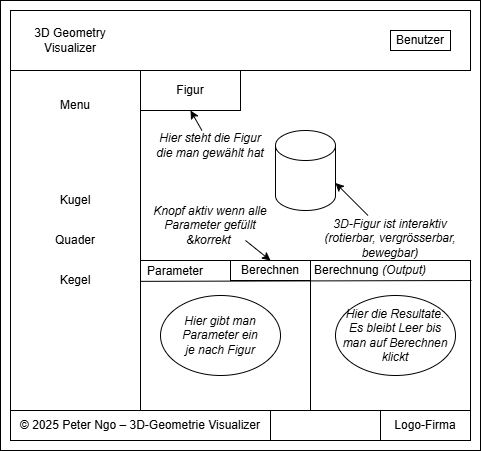 3D Geometry
Visualizer
Benutzer
Menu
Figur
Hier steht die Figur
die man gewählt hat
Kugel
Quader
Kegel
Knopf aktiv wenn alle
Parameter gefüllt
&korrekt
3D-Figur ist interaktiv
(rotierbar, vergrösserbar,
bewegbar)
Parameter
Berechnen
Berechnung (Output)
Hier gibt man
Parameter ein
je nach Figur
Hier die Resultate.
Es bleibt Leer bis
man auf Berechnen
klickt
© 2025 Peter Ngo – 3D-Geometrie Visualizer
Logo-Firma